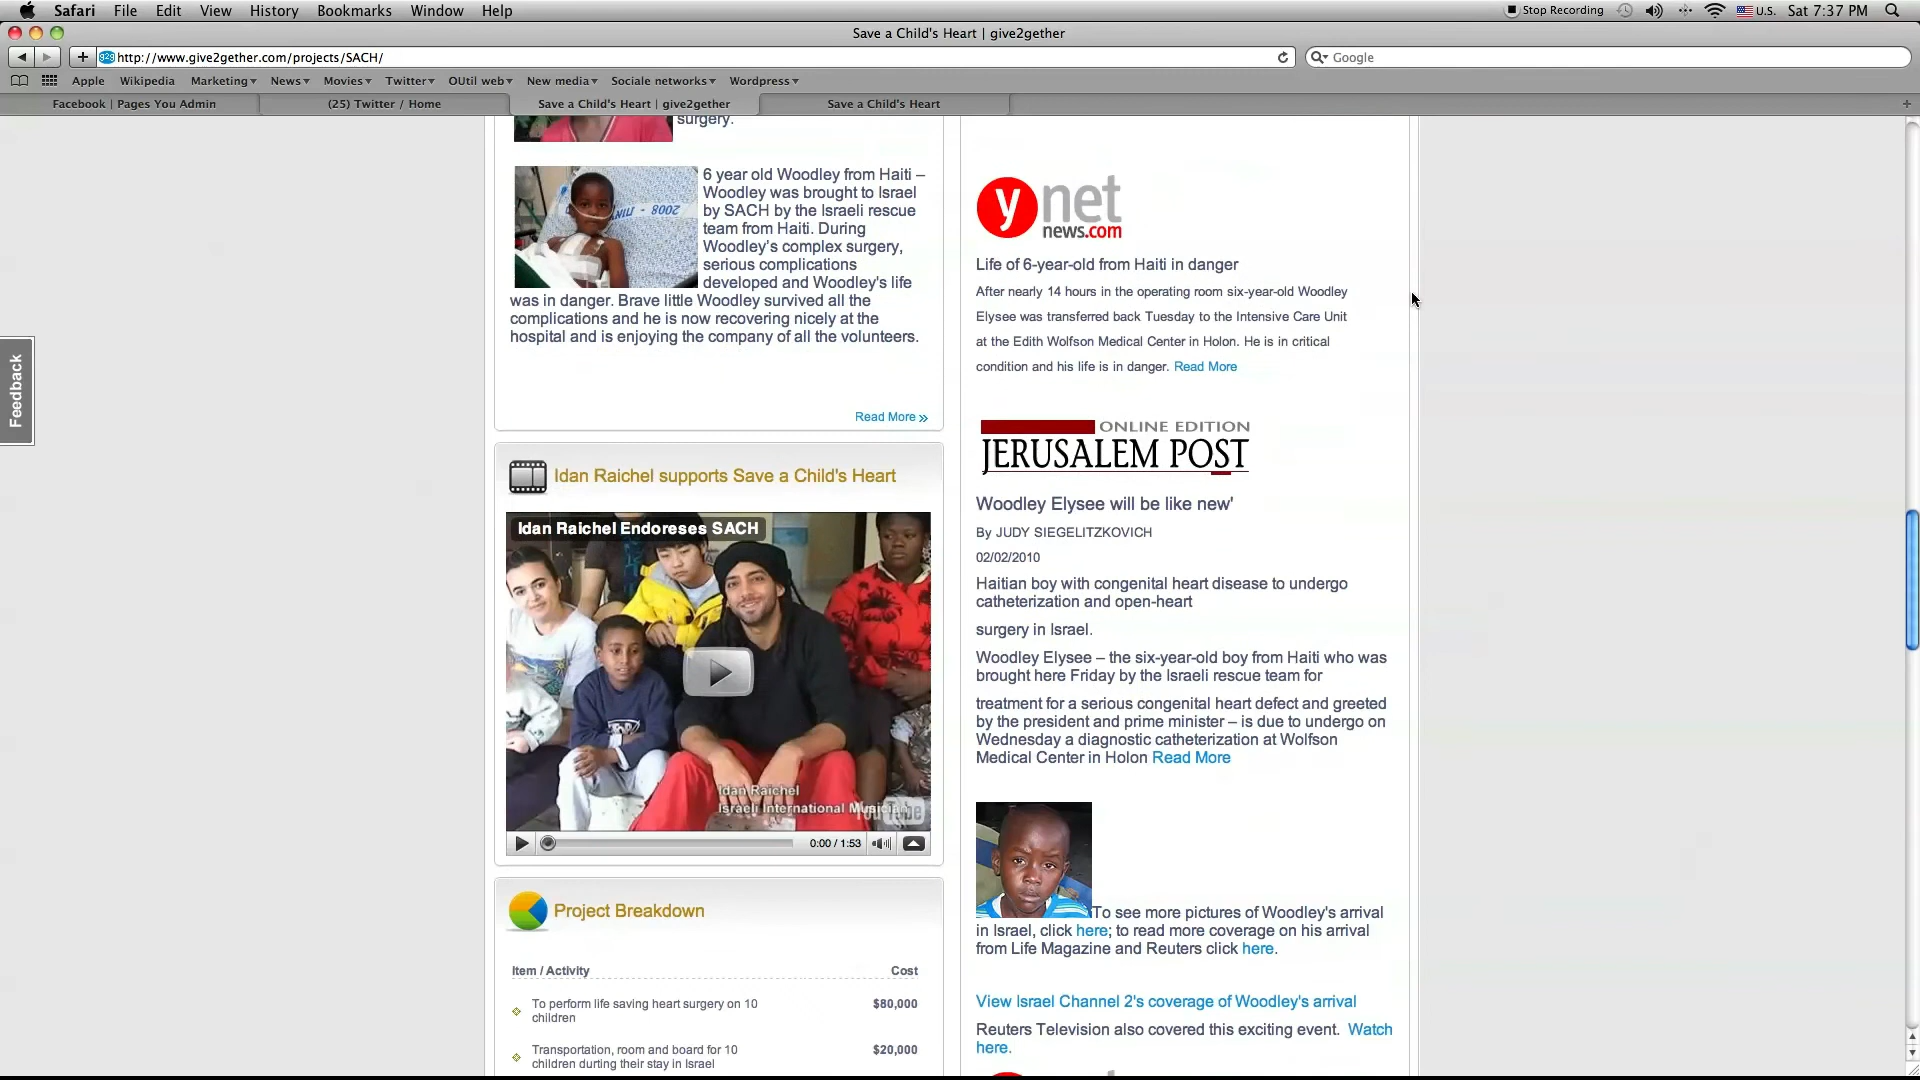 Safari File Edit View History Bookmarks Window Help
Stop Recording U.S. Sat 7:37 PM
Save a Child's Heart | give2gether
http://www.give2gether.com/projects/SACH/
Google
Apple Wikipedia Marketing News Movies Twitter OUtil web New media Sociale networks Wordpress
Facebook | Pages You Admin
(25) Twitter / Home
Save a Child's Heart | give2gether
Save a Child's Heart
Feedback
surgery.
6 year old Woodley from Haiti –
Woodley was brought to Israel
by SACH by the Israeli rescue
team from Haiti. During
Woodley's complex surgery,
serious complications
developed and Woodley's life
was in danger. Brave little Woodley survived all the
complications and he is now recovering nicely at the
hospital and is enjoying the company of all the volunteers.
Read More »
Idan Raichel supports Save a Child's Heart
Idan Raichel Endoreses SACH
Idan Raichel
Israeli International Musician
YouTube
0:00 / 1:53
Project Breakdown
Item / Activity Cost
To perform life saving heart surgery on 10 $80,000
children
Transportation, room and board for 10 $20,000
children durting their stay in Israel
ynet
news.com
Life of 6-year-old from Haiti in danger
After nearly 14 hours in the operating room six-year-old Woodley
Elysee was transferred back Tuesday to the Intensive Care Unit
at the Edith Wolfson Medical Center in Holon. He is in critical
condition and his life is in danger. Read More
ONLINE EDITION
JERUSALEM POST
Woodley Elysee will be like new'
By JUDY SIEGELITZKOVICH
02/02/2010
Haitian boy with congenital heart disease to undergo
catheterization and open-heart
surgery in Israel.
Woodley Elysee – the six-year-old boy from Haiti who was
brought here Friday by the Israeli rescue team for
treatment for a serious congenital heart defect and greeted
by the president and prime minister – is due to undergo on
Wednesday a diagnostic catheterization at Wolfson
Medical Center in Holon Read More
To see more pictures of Woodley's arrival
in Israel, click here; to read more coverage on his arrival
from Life Magazine and Reuters click here.
View Israel Channel 2's coverage of Woodley's arrival
Reuters Television also covered this exciting event. Watch
here.